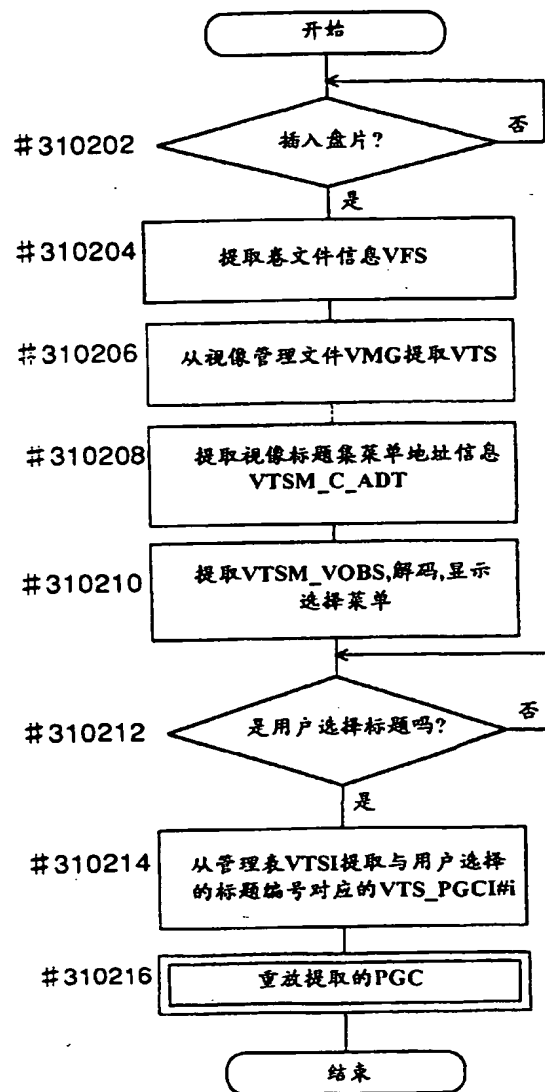 开始
否
#310202
插入盘片?
是
#310204
提取卷文件信息VFS
#310206
从视像管理文件VMG提取VTS
#310208
提取视像标题集菜单地址信息
VTSM_C_ADT
#310210
提取VTSM_VOBS,解码,显示
选择菜单
否
#310212
是用户选择标题吗?
是
#310214
从管理表VTSI提取与用户选择
的标题编号对应的VTS_PGCI#i
#310216
重放提取的PGC
结束